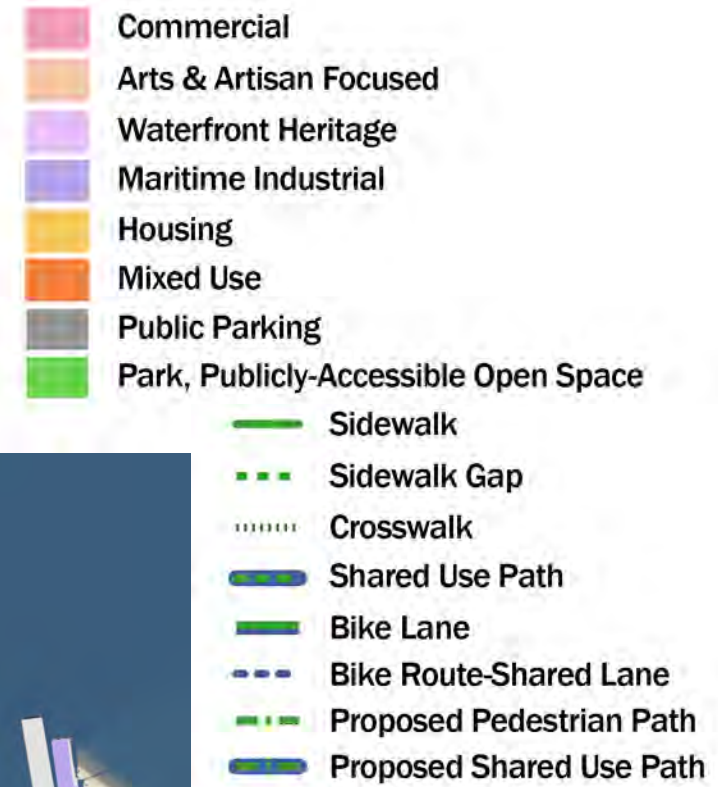 Commercial
Arts & Artisan Focused
Waterfront Heritage
Maritime Industrial
Housing
Mixed Use
Public Parking
Park, Publicly-Accessible Open Space
Sidewalk
Sidewalk Gap
Crosswalk
Shared Use Path
Bike Lane
Bike Route-Shared Lane
Proposed Pedestrian Path
Proposed Shared Use Path